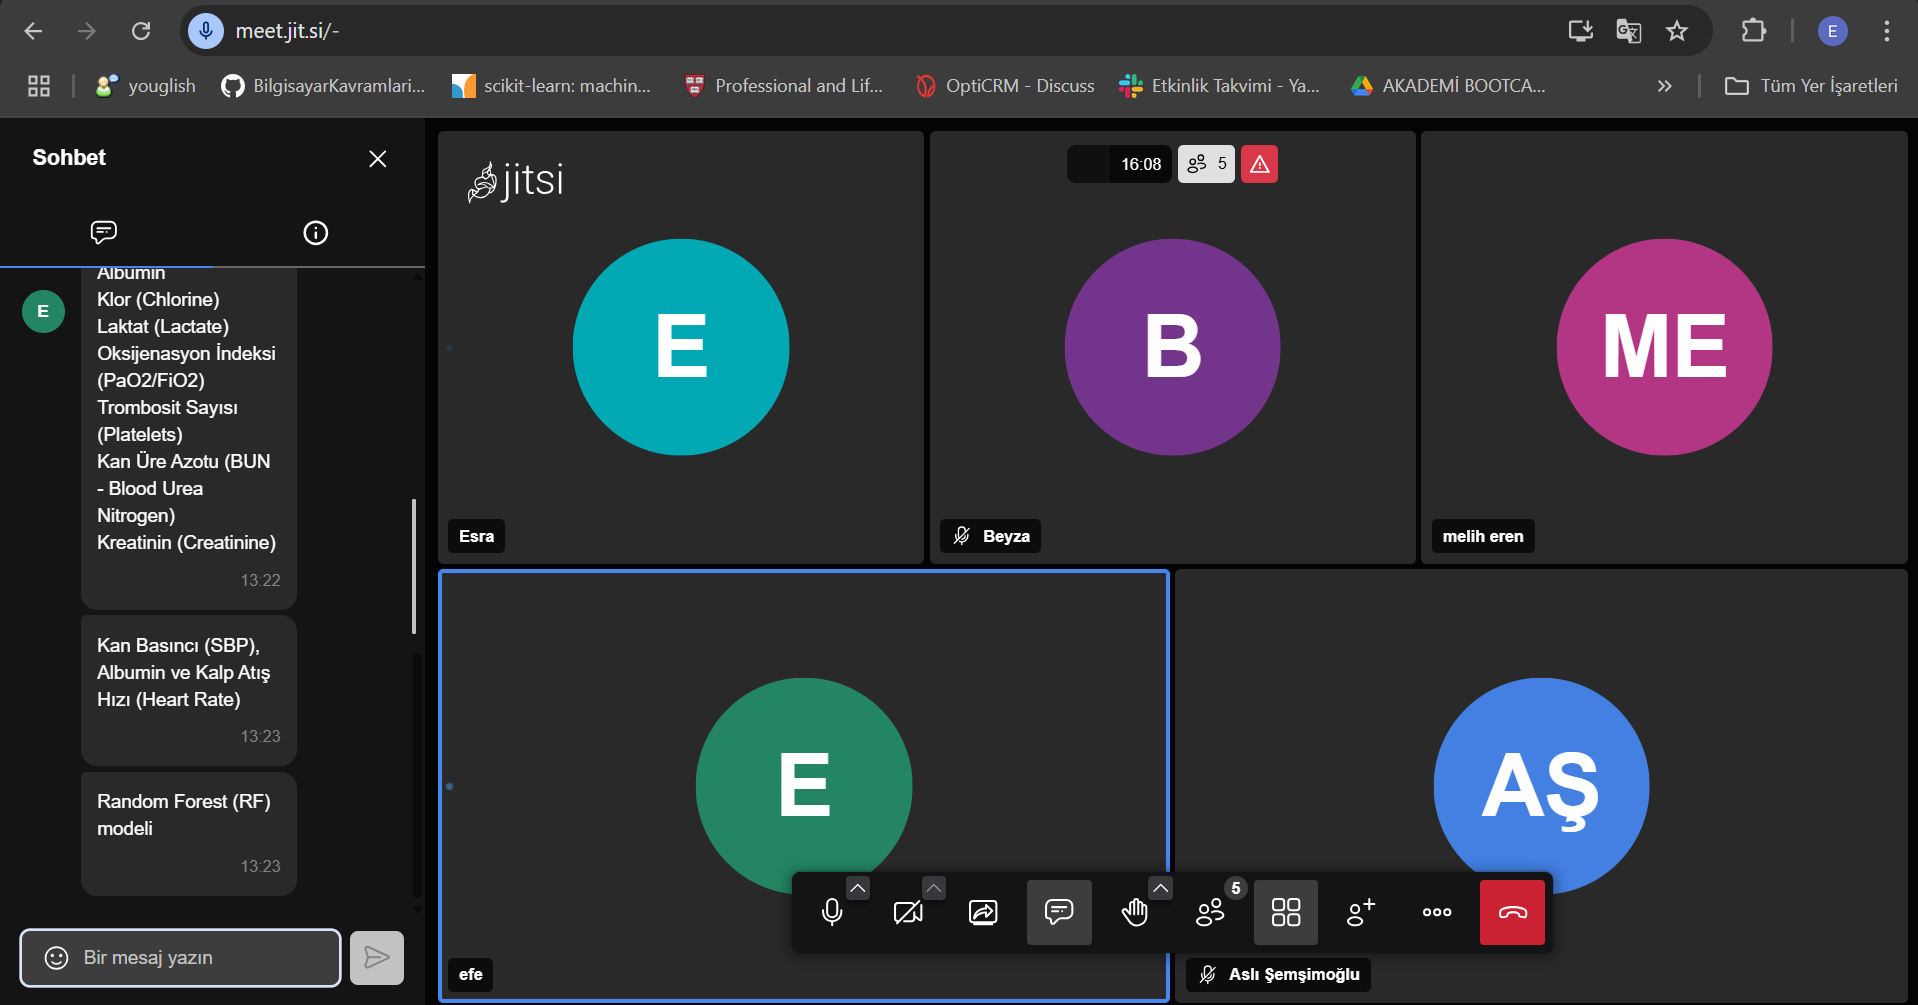 meet.jit.si/-
E
youglish
BilgisayarKavramlari...
scikit-learn: machin...
Professional and Lif...
OptiCRM - Discuss
Etkinlik Takvimi - Ya...
AKADEMİ BOOTCA...
Tüm Yer İşaretleri
Sohbet
E
Albumin
Klor (Chlorine)
Laktat (Lactate)
Oksijenasyon İndeksi
(PaO2/FiO2)
Trombosit Sayısı
(Platelets)
Kan Üre Azotu (BUN
- Blood Urea
Nitrogen)
Kreatinin (Creatinine)
13:22
Kan Basıncı (SBP),
Albumin ve Kalp Atış
Hızı (Heart Rate)
13:23
Random Forest (RF)
modeli
13:23
Bir mesaj yazın
jitsi
16:08
5
E
B
ME
Esra
Beyza
melih eren
E
AŞ
5
efe
Aslı Şemşimoğlu